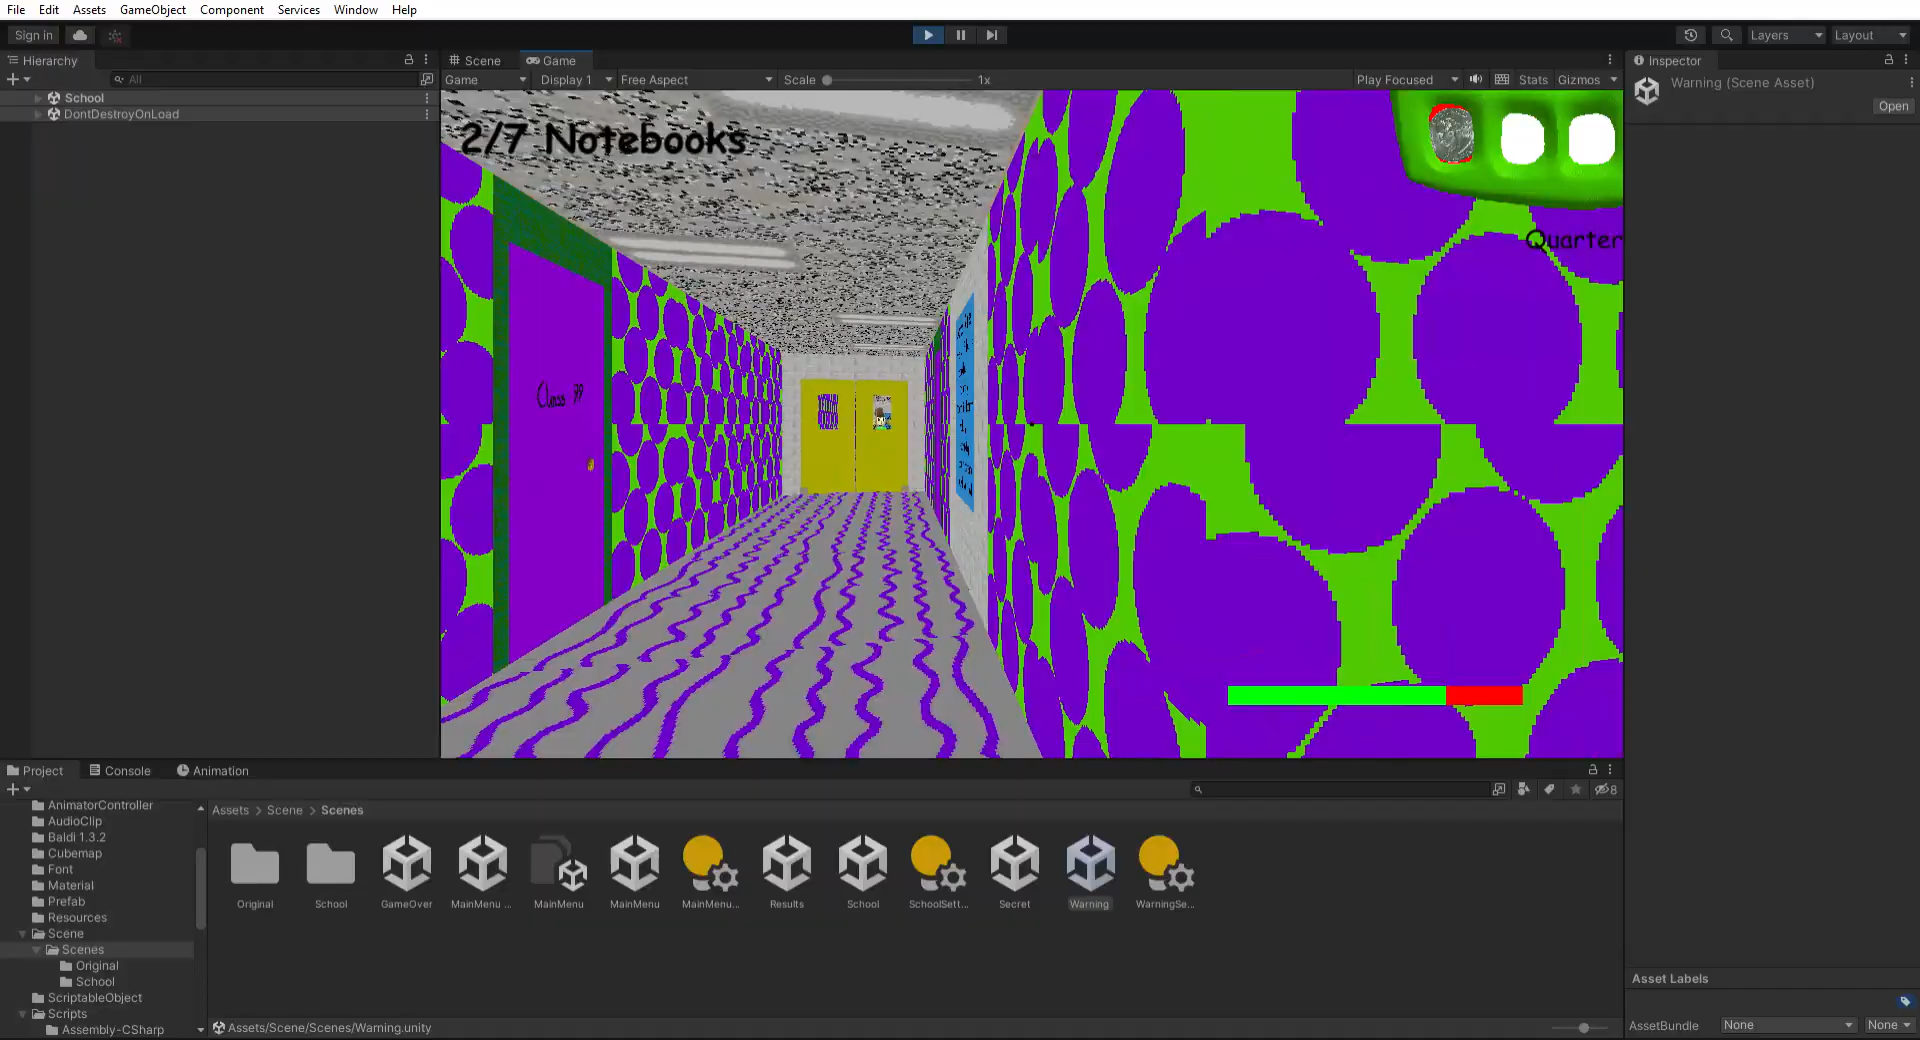 File Edit Assets GameObject Component Services Window Help
Sign in
Layers
Layout
Hierarchy
Scene
Game
Inspector
All
Game
Display 1
Free Aspect
Scale
1x
Play Focused
Stats
Gizmos
Warning (Scene Asset)
Open
School
DontDestroyOnLoad
2/7 Notebooks
Quarter
Class 99
Project
Console
Animation
8
AnimatorController
AudioClip
Baldi 1.3.2
Cubemap
Font
Material
Prefab
Resources
Scene
Scenes
Original
School
ScriptableObject
Scripts
Assembly-CSharp
Assets > Scene > Scenes
Original
School
GameOver
MainMenu ...
MainMenu
MainMenu
MainMenu...
Results
School
SchoolSett...
Secret
Warning
WarningSe...
Assets/Scene/Scenes/Warning.unity
Asset Labels
AssetBundle
None
None